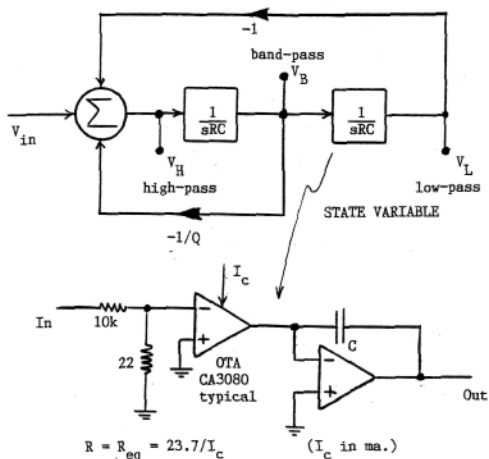 -1
band-pass
V_B
Σ
1/sRC
1/sRC
V_in
V_H
high-pass
V_L
low-pass
-1/Q
STATE VARIABLE
I_c
In
10k
-
+
22
OTA
CA3080
typical
C
-
+
Out
R = R_eq = 23.7/I_c (I_c in ma.)